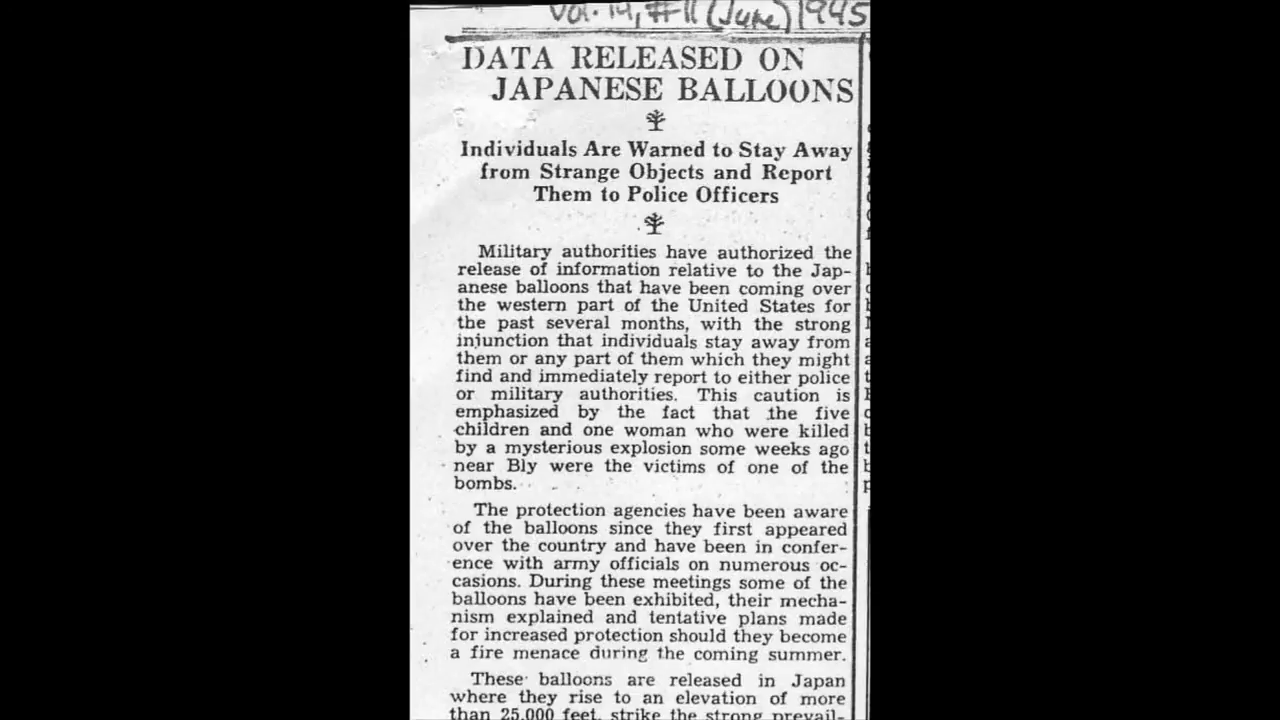 Vol. 14, #11 (June) 1945
DATA RELEASED ON
JAPANESE BALLOONS
Individuals Are Warned to Stay Away
from Strange Objects and Report
Them to Police Officers
Military authorities have authorized the
release of information relative to the Jap-
anese balloons that have been coming over
the western part of the United States for
the past several months, with the strong
injunction that individuals stay away from
them or any part of them which they might
find and immediately report to either police
or military authorities. This caution is
emphasized by the fact that the five
children and one woman who were killed
by a mysterious explosion some weeks ago
near Bly were the victims of one of the
bombs.
The protection agencies have been aware
of the balloons since they first appeared
over the country and have been in confer-
ence with army officials on numerous oc-
casions. During these meetings some of the
balloons have been exhibited, their mecha-
nism explained and tentative plans made
for increased protection should they become
a fire menace during the coming summer.
These balloons are released in Japan
where they rise to an elevation of more
than 25,000 feet, strike the strong prevail-